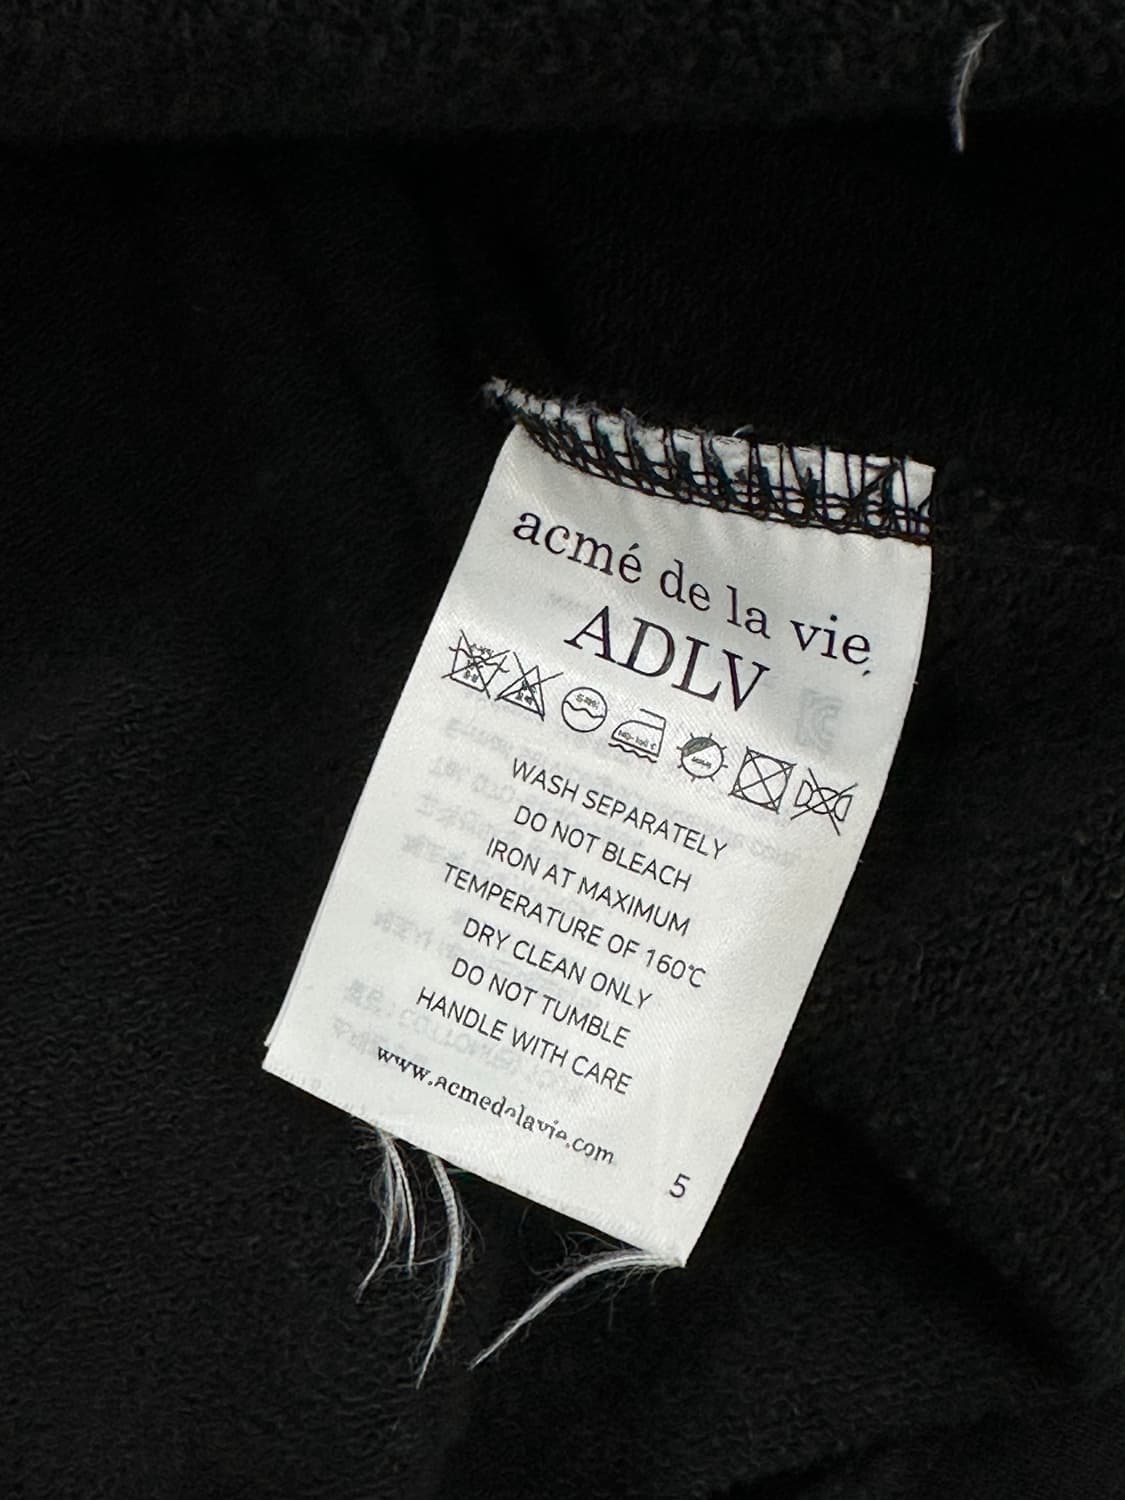 acmé de la vie
ADLV
WASH SEPARATELY
DO NOT BLEACH
IRON AT MAXIMUM
TEMPERATURE OF 160℃
DRY CLEAN ONLY
DO NOT TUMBLE
HANDLE WITH CARE
www.acmedelavie.com
5